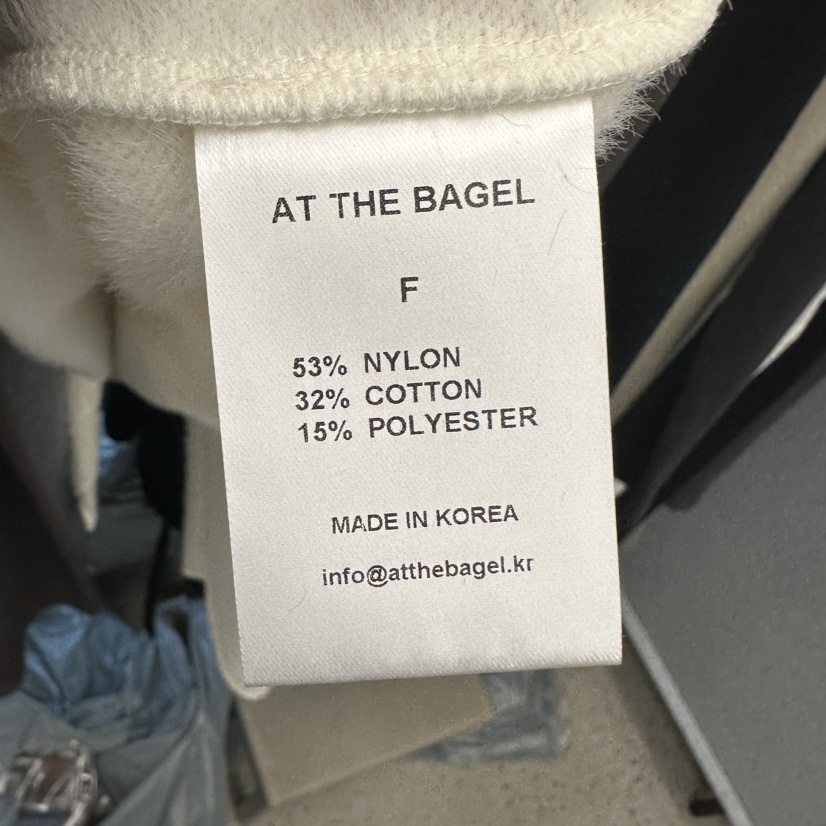 AT THE BAGEL
F
53% NYLON
32% COTTON
15% POLYESTER
MADE IN KOREA
info@atthebagel.kr